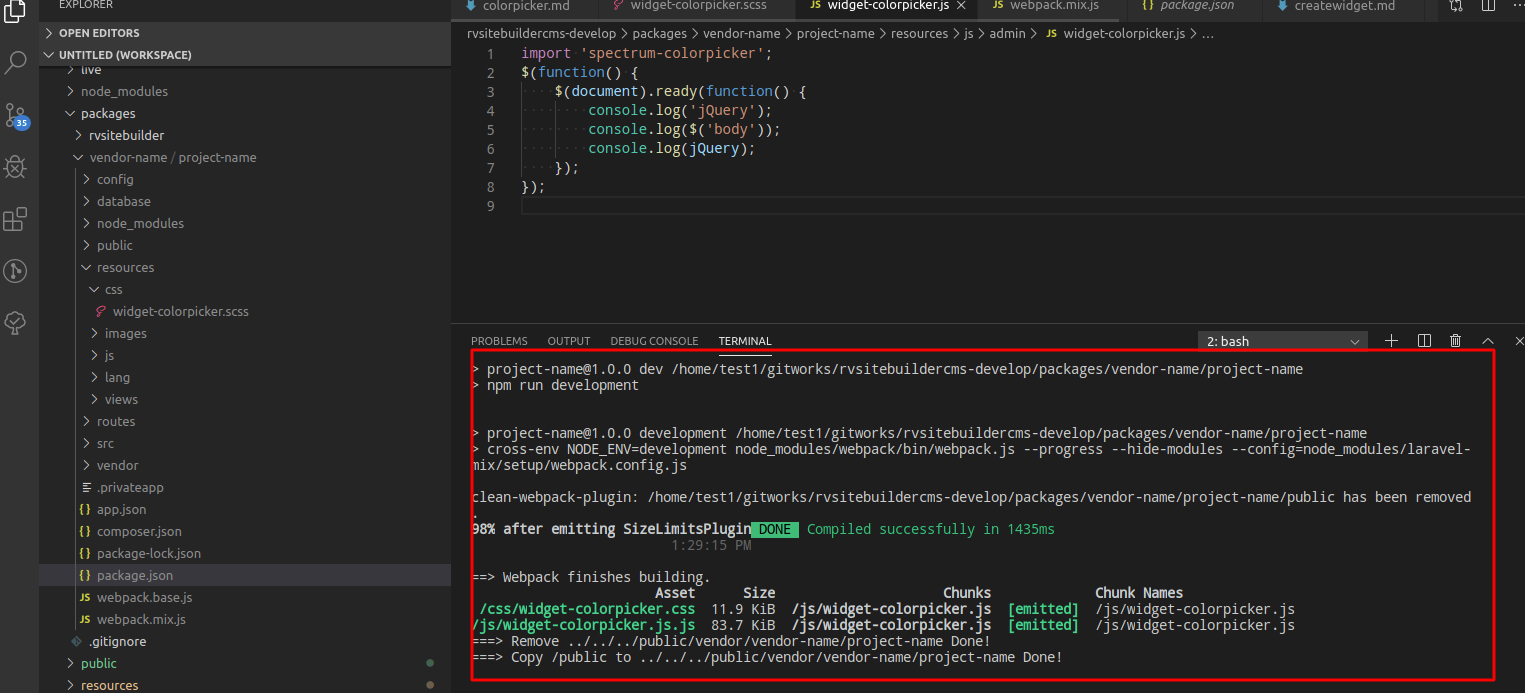 EXPLORER
OPEN EDITORS
UNTITLED (WORKSPACE)
live
node_modules
packages
rvsitebuilder
vendor-name / project-name
config
database
node_modules
public
resources
css
widget-colorpicker.scss
images
js
lang
views
routes
src
vendor
.privateapp
{} app.json
{} composer.json
{} package-lock.json
{} package.json
JS webpack.base.js
JS webpack.mix.js
.gitignore
public
resources
35
colorpicker.md widget-colorpicker.scss JS widget-colorpicker.js JS webpack.mix.js {} package.json createwidget.md
rvsitebuildercms-develop > packages > vendor-name > project-name > resources > js > admin > JS widget-colorpicker.js > ...
1 import 'spectrum-colorpicker';
2 $(function() {
3 $(document).ready(function() {
4 console.log('jQuery');
5 console.log($('body'));
6 console.log(jQuery);
7 });
8 });
9
PROBLEMS OUTPUT DEBUG CONSOLE TERMINAL 2: bash
> project-name@1.0.0 dev /home/test1/gitworks/rvsitebuildercms-develop/packages/vendor-name/project-name
> npm run development
> project-name@1.0.0 development /home/test1/gitworks/rvsitebuildercms-develop/packages/vendor-name/project-name
> cross-env NODE_ENV=development node_modules/webpack/bin/webpack.js --progress --hide-modules --config=node_modules/laravel-
mix/setup/webpack.config.js
clean-webpack-plugin: /home/test1/gitworks/rvsitebuildercms-develop/packages/vendor-name/project-name/public has been removed
.
98% after emitting SizeLimitsPlugin DONE Compiled successfully in 1435ms
1:29:15 PM
==> Webpack finishes building.
Asset Size Chunks Chunk Names
/css/widget-colorpicker.css 11.9 KiB /js/widget-colorpicker.js [emitted] /js/widget-colorpicker.js
/js/widget-colorpicker.js.js 83.7 KiB /js/widget-colorpicker.js [emitted] /js/widget-colorpicker.js
===> Remove ../../../public/vendor/vendor-name/project-name Done!
===> Copy /public to ../../../public/vendor/vendor-name/project-name Done!